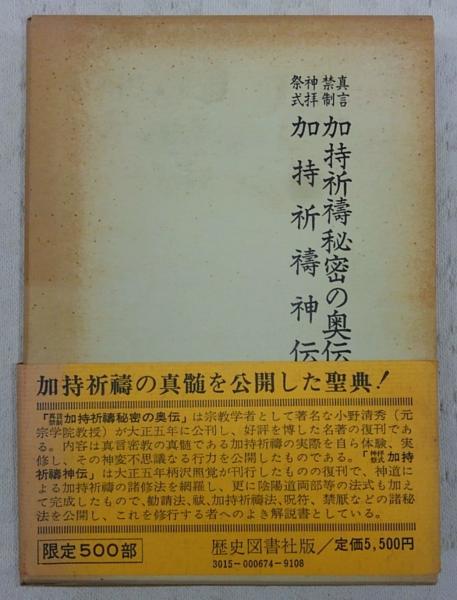 真言
禁制
加持祈禱秘密の奥伝
神拝
祭式
加持祈禱神伝
加持祈禱の真髄を公開した聖典!
「真言禁制加持祈禱秘密の奥伝」は宗教学者として著名な小野清秀（元
宗学院教授）が大正五年に公刊し、好評を博した名著の復刊であ
る。内容は真言密教の真髄である加持祈禱の実際を自ら体験、実
修し、その神変不思議なる行力を公開したものである。「神拝祭式加持
祈禱神伝」は大正五年柄沢照覚が刊行したものの復刊で、神道に
よる加持祈禱の諸修法を網羅し、更に陰陽道両部等の法式も加え
て完成したもので、勧請法、祓、加持祈禱法、呪符、禁厭などの諸秘
法を公開し、これを修行する者へのよき解説書としている。
限定500部
歴史図書社版/定価5,500円
3015-000674-9108